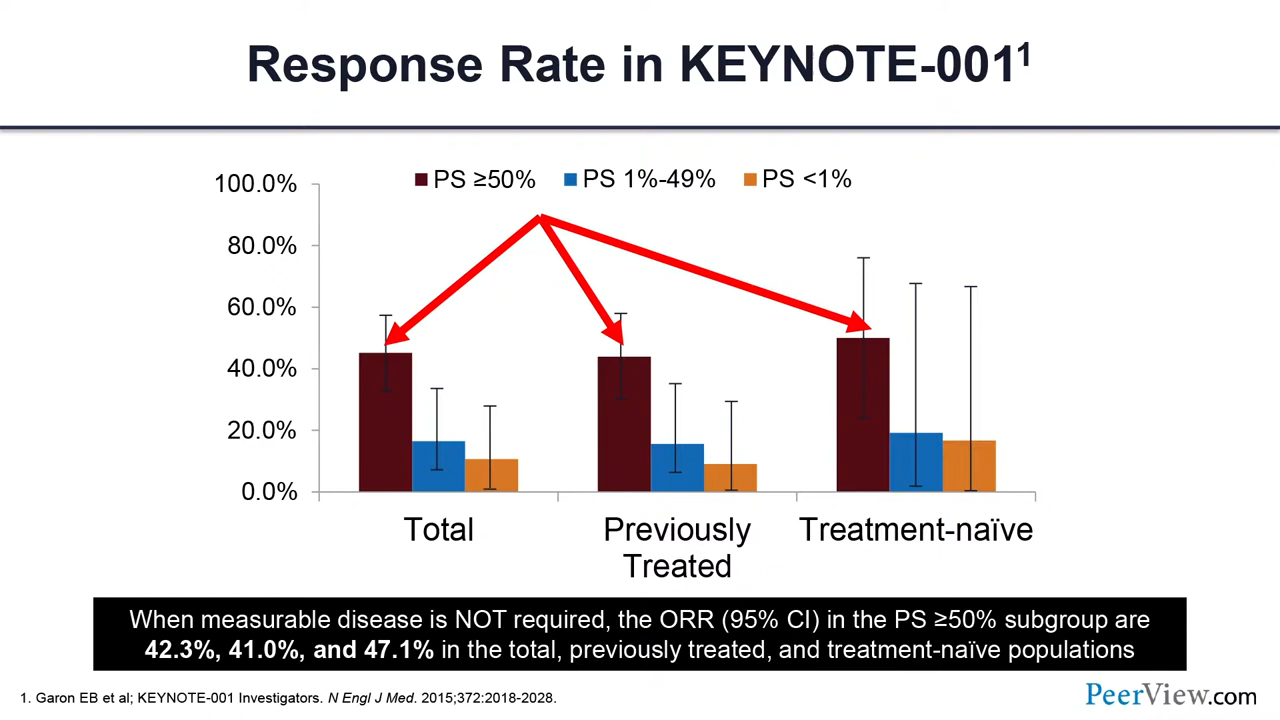 Response Rate in KEYNOTE-001¹
PS ≥50% PS 1%-49% PS <1%
100.0%
80.0%
60.0%
40.0%
20.0%
0.0%
Total
Previously
Treated
Treatment-naïve
When measurable disease is NOT required, the ORR (95% CI) in the PS ≥50% subgroup are
42.3%, 41.0%, and 47.1% in the total, previously treated, and treatment-naïve populations
1. Garon EB et al; KEYNOTE-001 Investigators. N Engl J Med. 2015;372:2018-2028.
PeerView.com